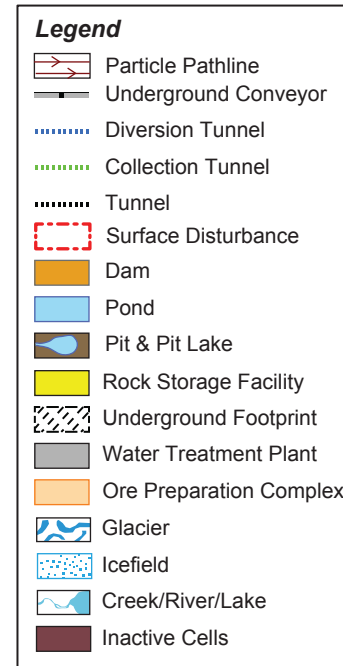 Legend
Particle Pathline
Underground Conveyor
Diversion Tunnel
Collection Tunnel
Tunnel
Surface Disturbance
Dam
Pond
Pit & Pit Lake
Rock Storage Facility
Underground Footprint
Water Treatment Plant
Ore Preparation Complex
Glacier
Icefield
Creek/River/Lake
Inactive Cells